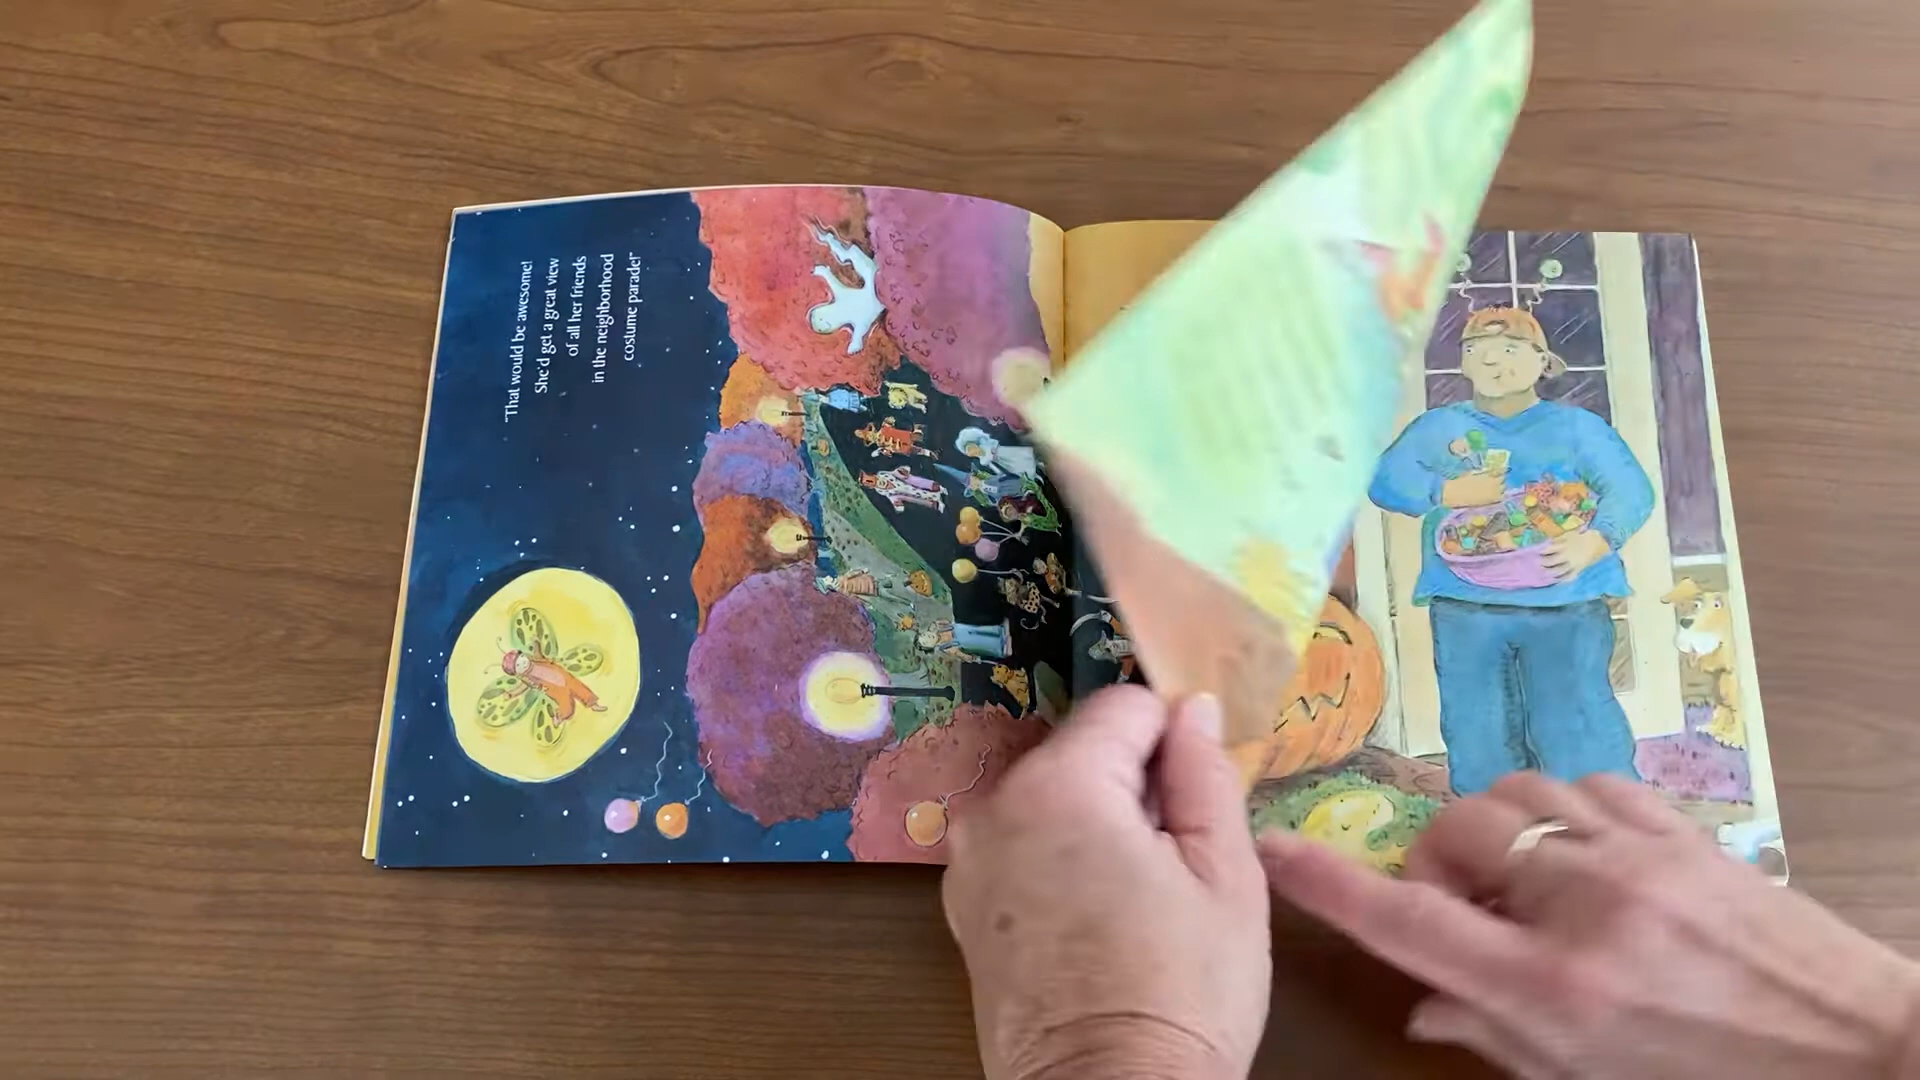 "That would be awesome!
She'd get a great view
of all her friends
in the neighborhood
costume parade!"